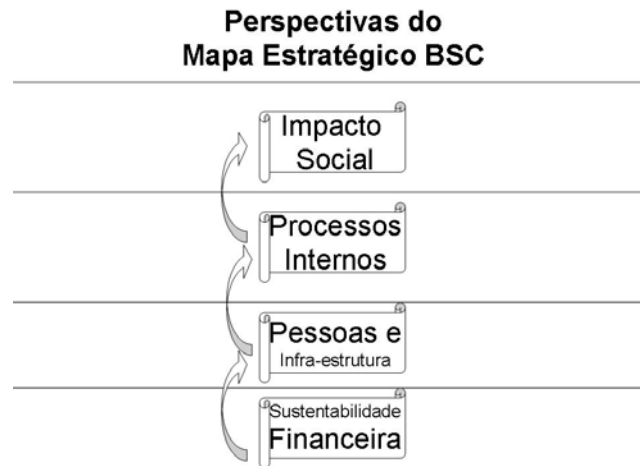 Perspectivas do
Mapa Estratégico BSC
Impacto
Social
Processos
Internos
Pessoas e
Infra-estrutura
Sustentabilidade
Financeira